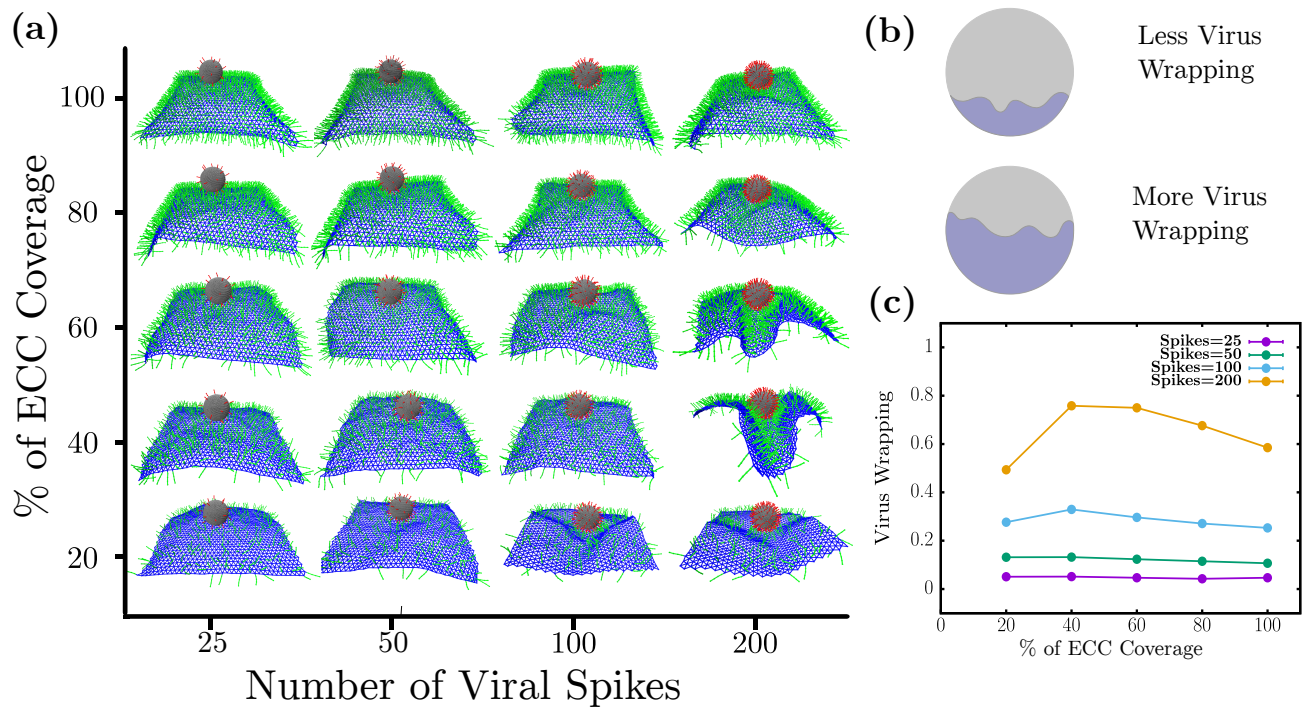 (a)
% of ECC Coverage
100
80
60
40
20
25
50
100
200
Number of Viral Spikes
(b)
Less Virus
Wrapping
More Virus
Wrapping
(c)
Virus Wrapping
1
0.8
0.6
0.4
0.2
0
Spikes=25
Spikes=50
Spikes=100
Spikes=200
0
20
40
60
80
100
% of ECC Coverage